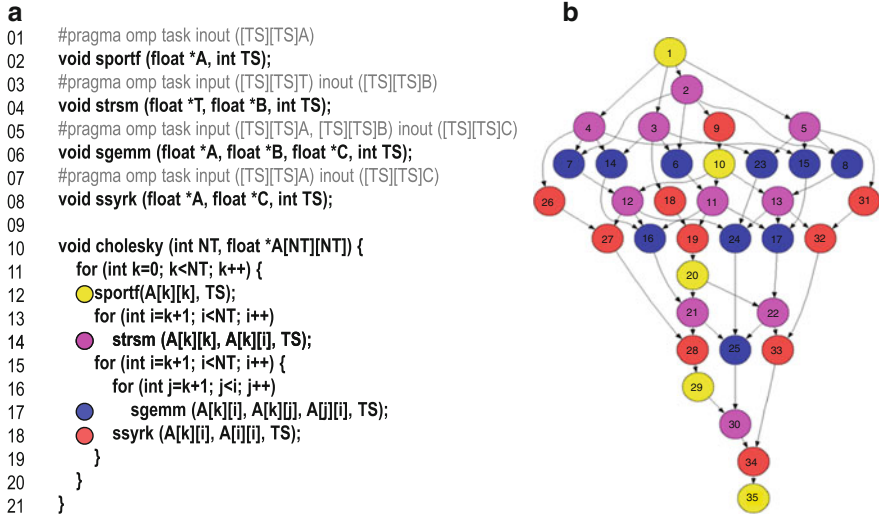 a
01 #pragma omp task inout ([TS][TS]A)
02 void sportf (float *A, int TS);
03 #pragma omp task input ([TS][TS]T) inout ([TS][TS]B)
04 void strsm (float *T, float *B, int TS);
05 #pragma omp task input ([TS][TS]A, [TS][TS]B) inout ([TS][TS]C)
06 void sgemm (float *A, float *B, float *C, int TS);
07 #pragma omp task input ([TS][TS]A) inout ([TS][TS]C)
08 void ssyrk (float *A, float *C, int TS);
09
10 void cholesky (int NT, float *A[NT][NT]) {
11 for (int k=0; k<NT; k++) {
12 sportf(A[k][k], TS);
13 for (int i=k+1; i<NT; i++)
14 strsm (A[k][k], A[k][i], TS);
15 for (int i=k+1; i<NT; i++) {
16 for (int j=k+1; j<i; j++)
17 sgemm (A[k][i], A[k][j], A[j][i], TS);
18 ssyrk (A[k][i], A[i][i], TS);
19 }
20 }
21 }
b
1
2
4 3 9 5
7 14 6 10 23 15 8
26 12 18 11 13 31
27 16 19 24 17 32
20
21 22
28 25 33
29
30
34
35